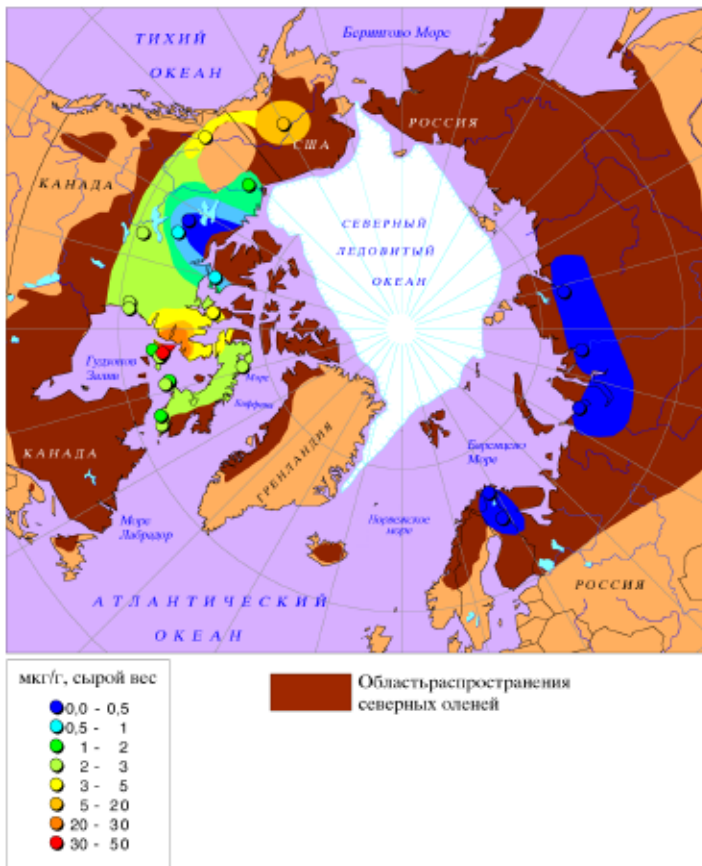 ТИХИЙ
ОКЕАН
Берингово Море
РОССИЯ
США
КАНАДА
СЕВЕРНЫЙ
ЛЕДОВИТЫЙ
ОКЕАН
Гудзонов
Залив
Море
Баффина
КАНАДА
ГРЕНЛАНДИЯ
Баренцево
Море
Море
Лабрадор
Норвежское
море
РОССИЯ
АТЛАНТИЧЕСКИЙ
ОКЕАН
мкг/г, сырой вес
0,0 - 0,5
0,5 - 1
1 - 2
2 - 3
3 - 5
5 - 20
20 - 30
30 - 50
Областьраспространения
северных оленей